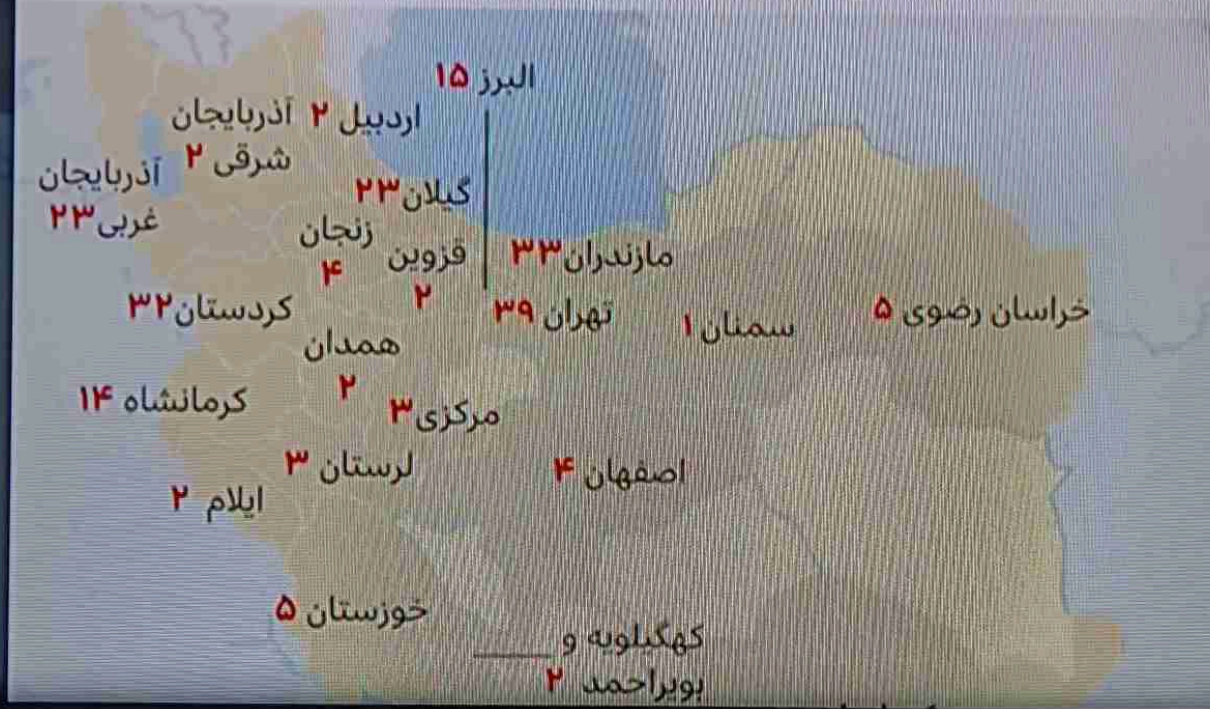 البرز ۱۵
اردبیل ۲
آذربایجان
شرقی ۲
آذربایجان
غربی ۲۳
گیلان ۲۳
زنجان
۴
قزوین
۲
مازندران ۳۳
تهران ۳۹
سمنان ۱
خراسان رضوی ۵
کردستان ۳۲
همدان
۲
کرمانشاه ۱۴
مرکزی ۳
لرستان ۳
اصفهان ۴
ایلام ۲
خوزستان ۵
کهگیلویه و
بویراحمد ۲